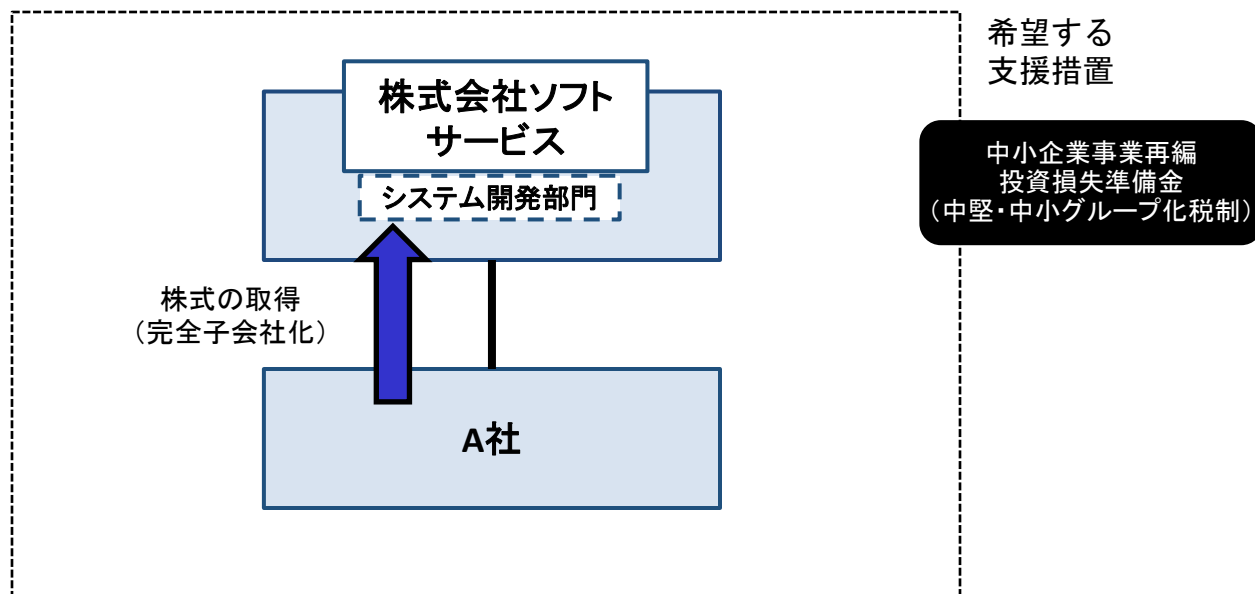 希望する
支援措置
株式会社ソフト
サービス
システム開発部門
中小企業事業再編
投資損失準備金
（中堅・中小グループ化税制）
株式の取得
（完全子会社化）
A社